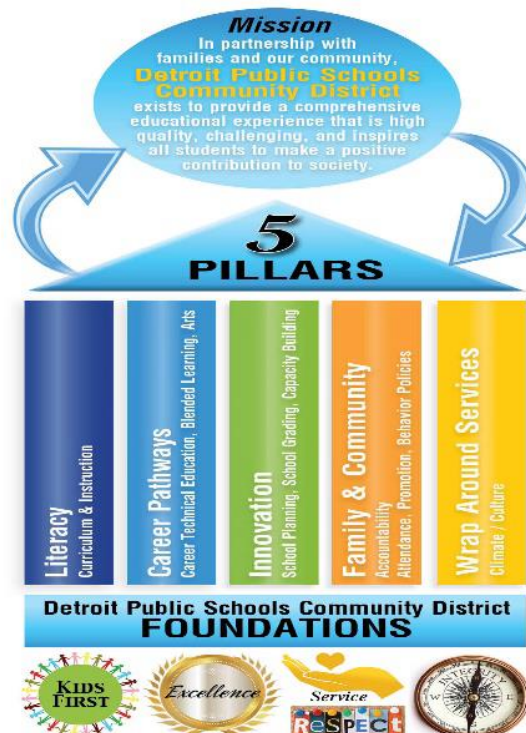 Mission
In partnership with
families and our community,
Detroit Public Schools
Community District
exists to provide a comprehensive
educational experience that is high
quality, challenging, and inspires
all students to make a positive
contribution to society.
5
PILLARS
Literacy
Curriculum & Instruction
Career Pathways
Career Technical Education, Blended Learning, Arts
Innovation
School Planning, School Grading, Capacity Building
Family & Community
Accountability
Attendance, Promotion, Behavior Policies
Wrap Around Services
Climate / Culture
Detroit Public Schools Community District
FOUNDATIONS
KIDS
FIRST
Excellence
Service
ReSPECt
INTEGRITY
W E